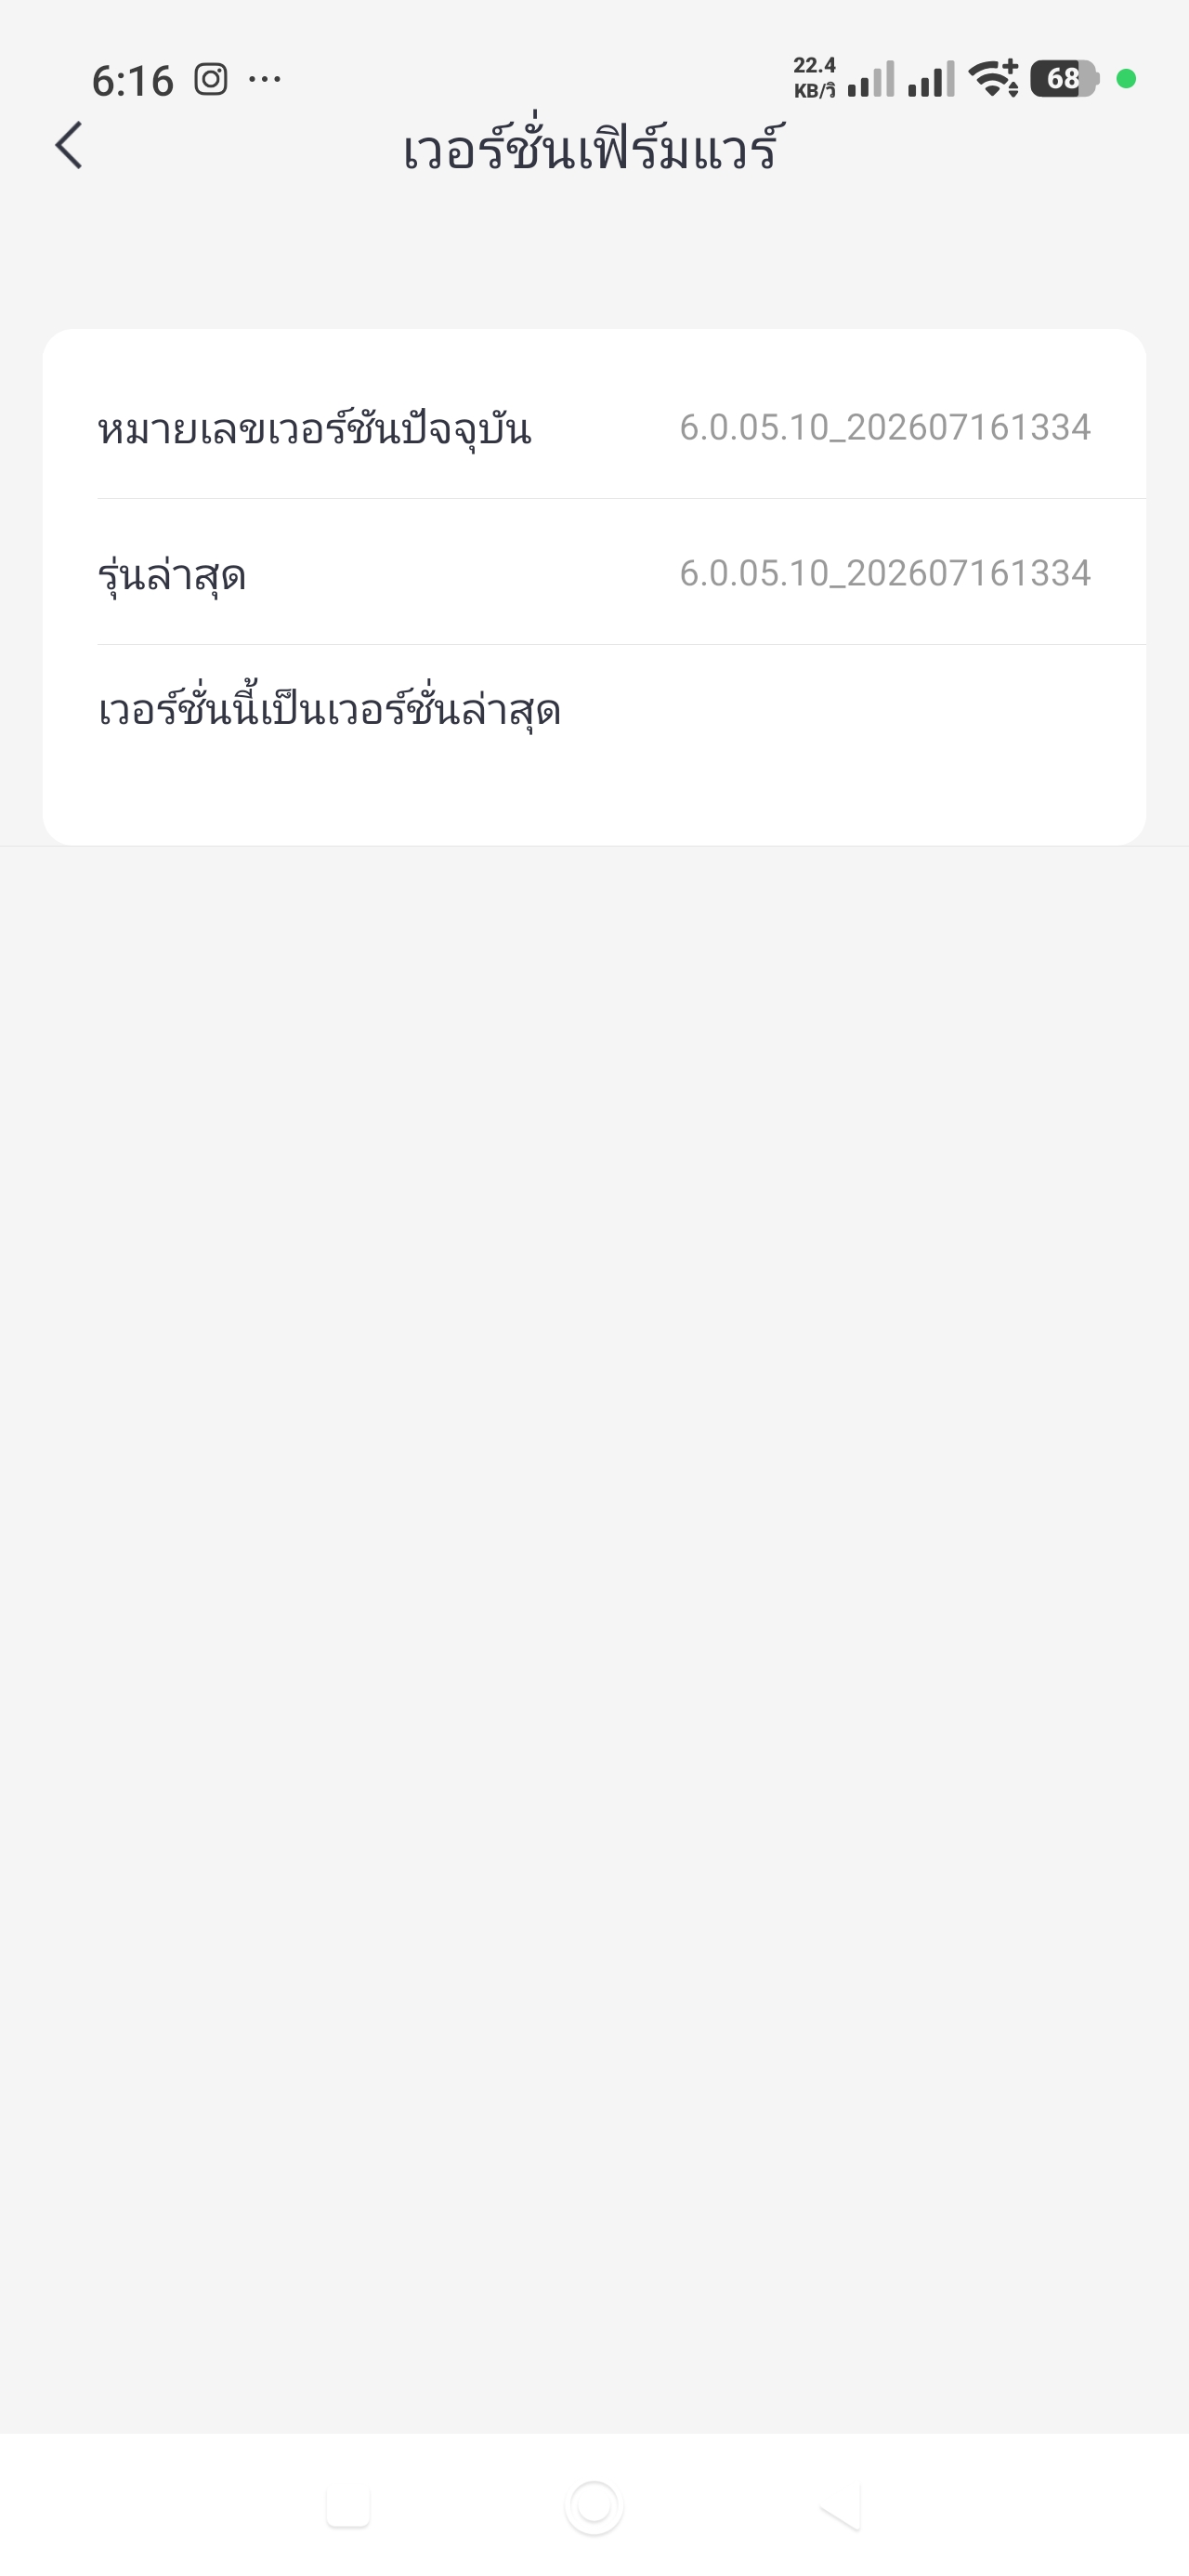 6:16 ... 22.4 KB/วิ 68
เวอร์ชั่นเฟิร์มแวร์
หมายเลขเวอร์ชันปัจจุบัน 6.0.05.10_202607161334
รุ่นล่าสุด 6.0.05.10_202607161334
เวอร์ชั่นนี้เป็นเวอร์ชั่นล่าสุด